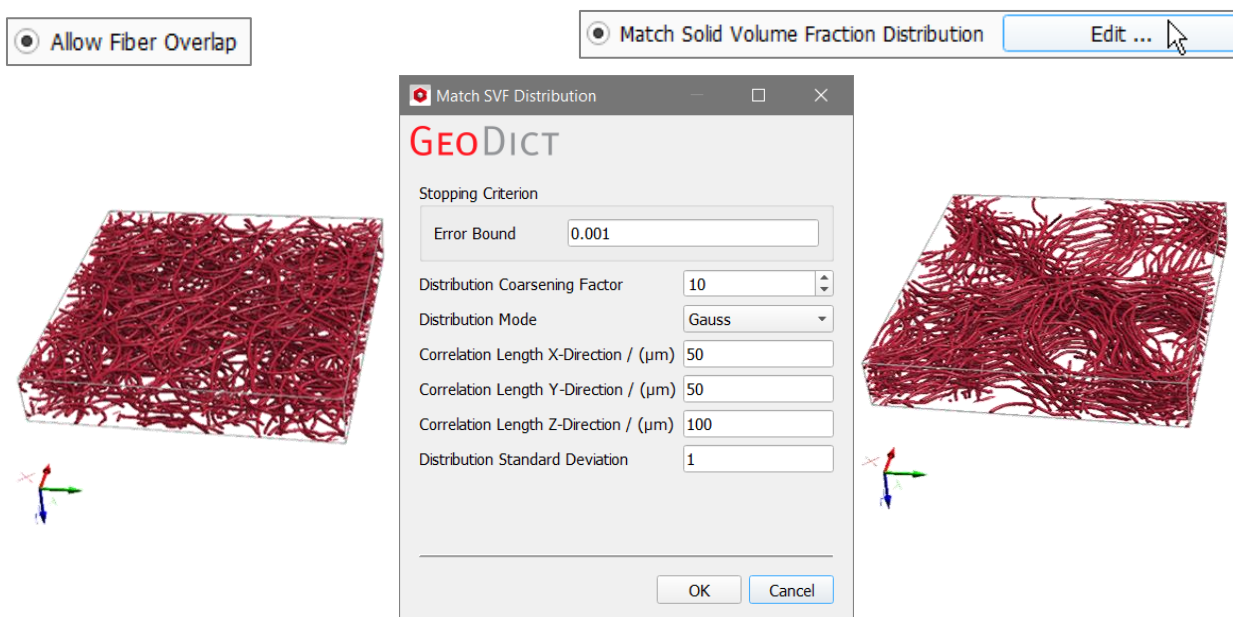 Allow Fiber Overlap
Match Solid Volume Fraction Distribution Edit ...
Match SVF Distribution
GEODICT
Stopping Criterion
Error Bound 0.001
Distribution Coarsening Factor 10
Distribution Mode Gauss
Correlation Length X-Direction / (µm) 50
Correlation Length Y-Direction / (µm) 50
Correlation Length Z-Direction / (µm) 100
Distribution Standard Deviation 1
OK Cancel